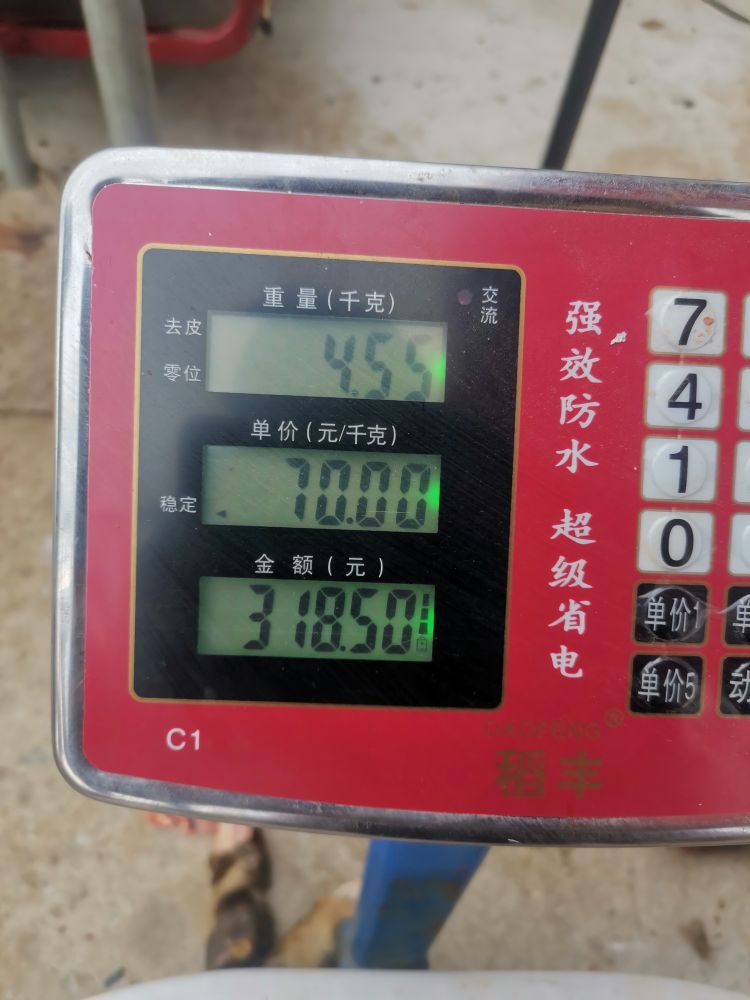 重量(千克)
交流
去皮
零位
4.55
单价(元/千克)
稳定
70.00
金额(元)
318.50
C1
强效防水 超级省电
DAOFENG®
稻丰
7
4
1
0
单价1
单价5
动